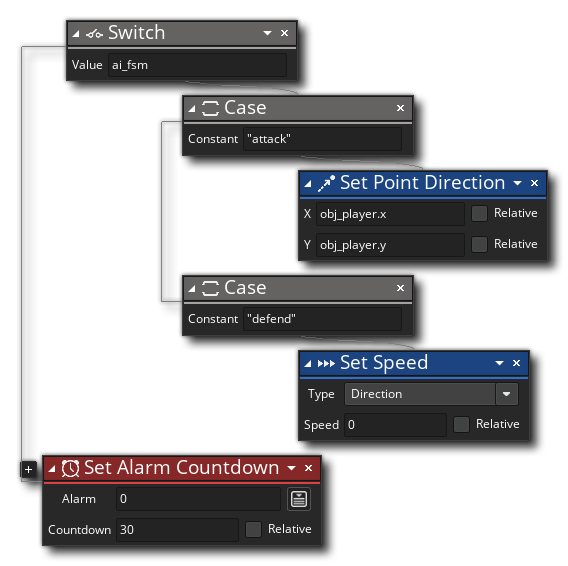 Switch
Value ai_fsm
Case
Constant "attack"
Set Point Direction
X obj_player.x Relative
Y obj_player.y Relative
Case
Constant "defend"
Set Speed
Type Direction
Speed 0 Relative
Set Alarm Countdown
Alarm 0
Countdown 30 Relative